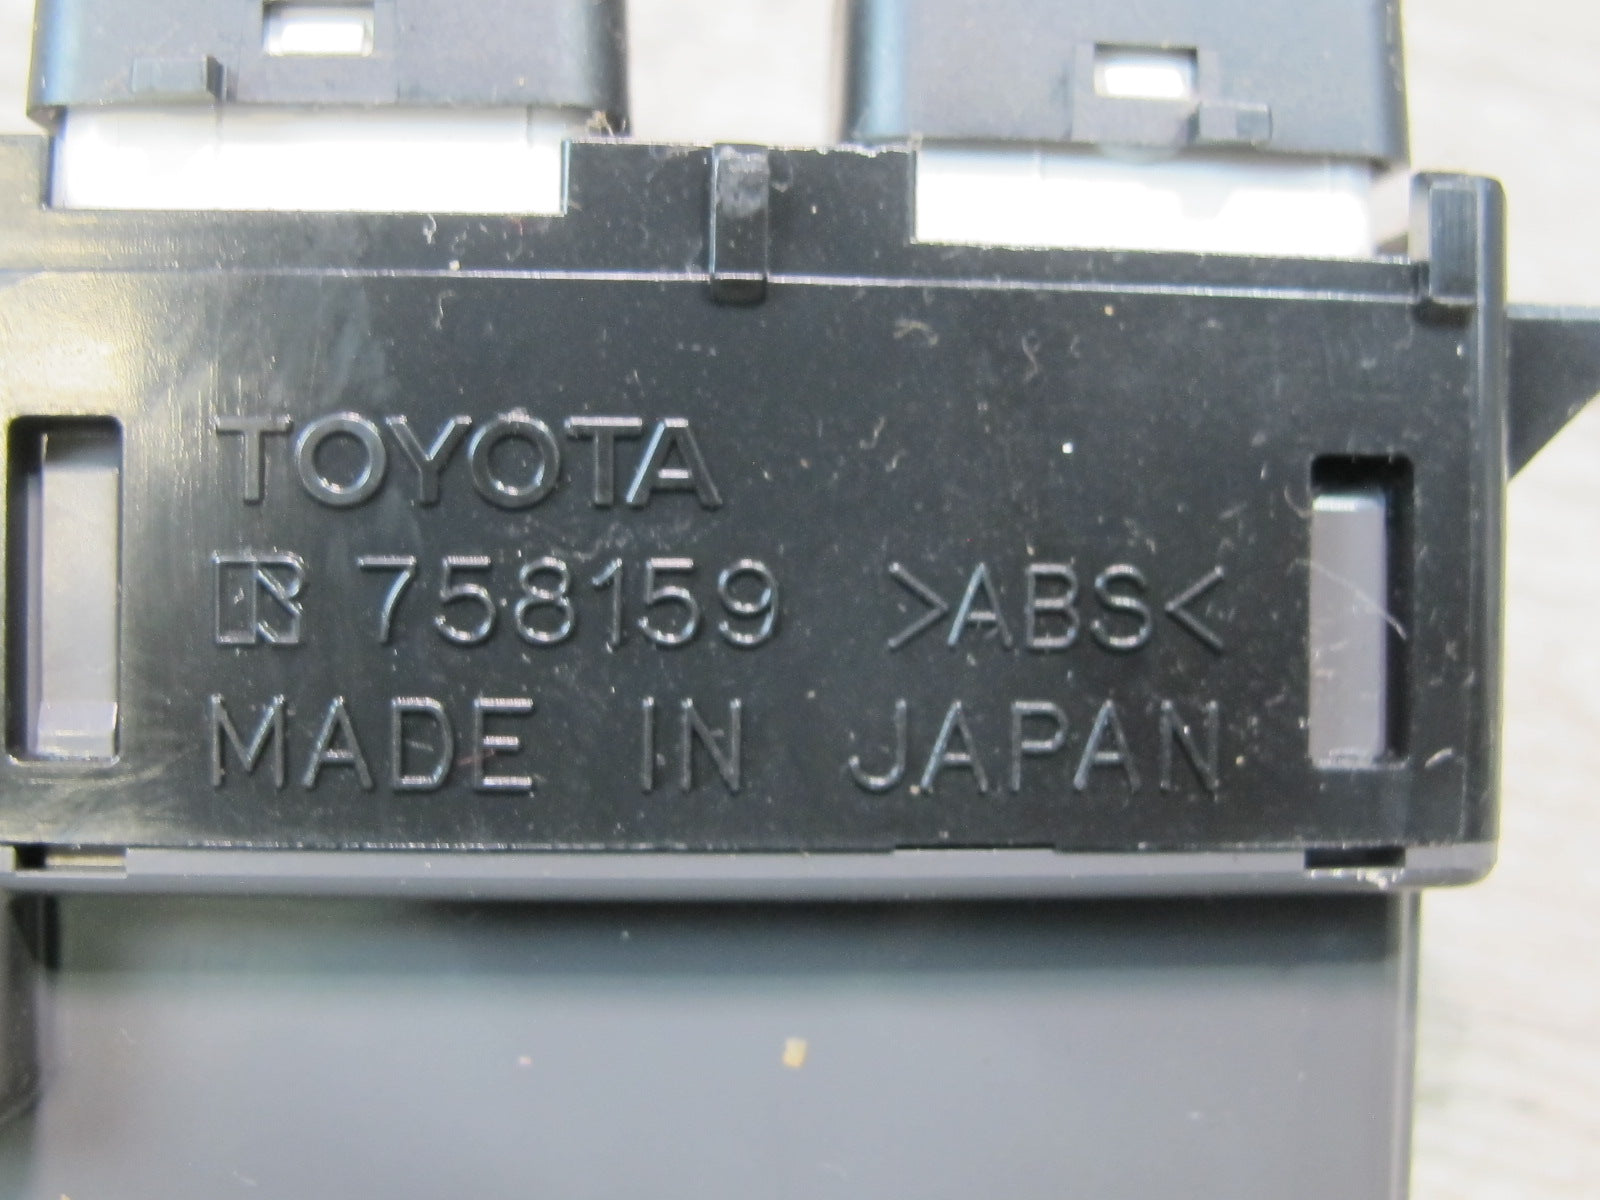 TOYOTA
758159 >ABS<
MADE IN JAPAN